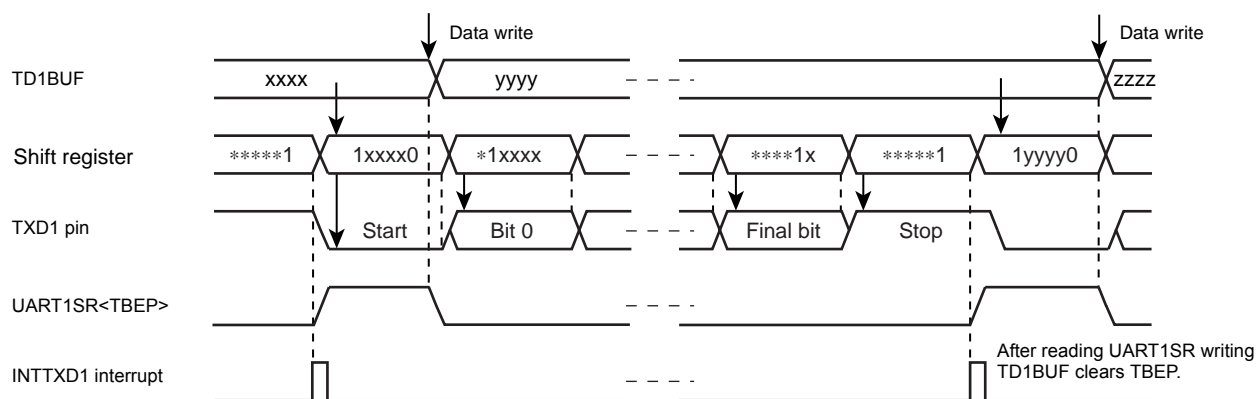 Data write
Data write
TD1BUF
xxxx
yyyy
zzzz
Shift register
*****1
1xxxx0
*1xxxx
****1x
*****1
1yyyy0
TXD1 pin
Start
Bit 0
Final bit
Stop
UART1SR<TBEP>
INTTXD1 interrupt
After reading UART1SR writing
TD1BUF clears TBEP.